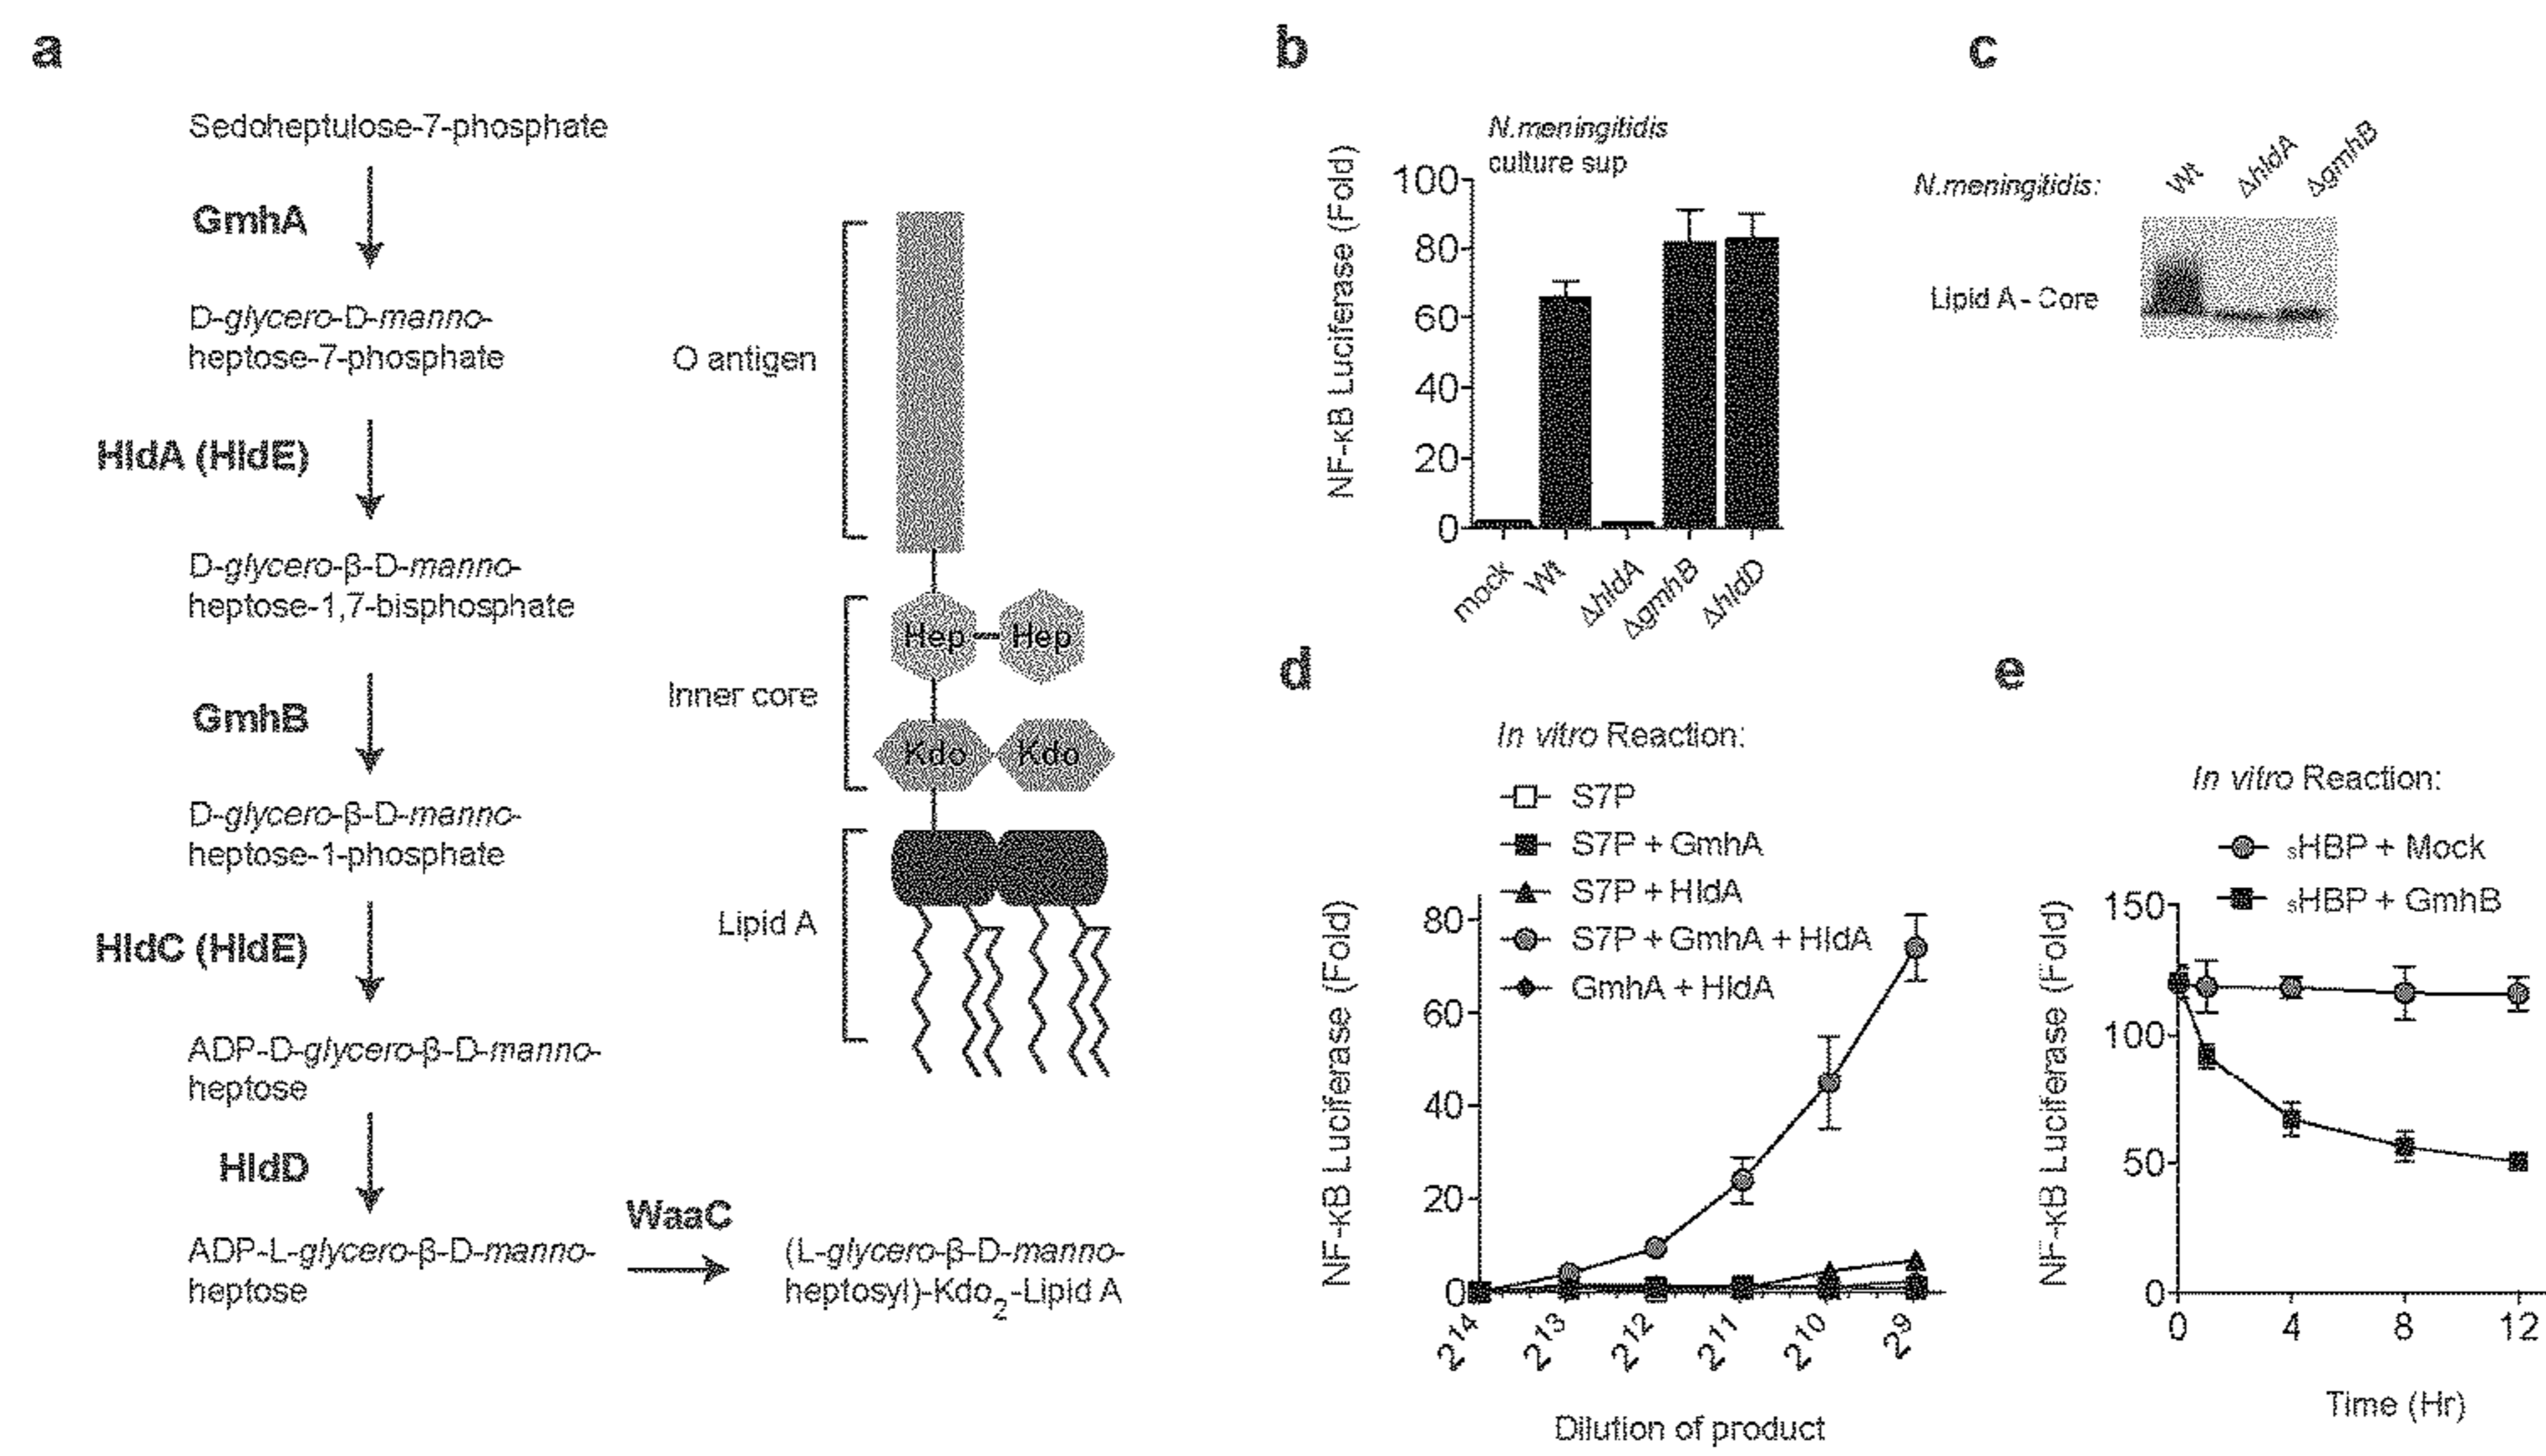 a
Sedoheptulose-7-phosphate
GmhA
D-glycero-D-manno-
heptose-7-phosphate
HldA (HldE)
D-glycero-β-D-manno-
heptose-1,7-bisphosphate
GmhB
D-glycero-β-D-manno-
heptose-1-phosphate
HldC (HldE)
ADP-D-glycero-β-D-manno-
heptose
HldD
ADP-L-glycero-β-D-manno-
heptose
WaaC
(L-glycero-β-D-manno-
heptosyl)-Kdo2-Lipid A
O antigen
Inner core
Hep
Hep
Kdo
Kdo
Lipid A
b
N.meningitidis
culture sup
NF-κB Luciferase (Fold)
100
80
60
40
20
0
mock
Wt
ΔhldA
ΔgmhB
ΔhldD
c
N.meningitidis:
Wt
ΔhldA
ΔgmhB
Lipid A - Core
d
In vitro Reaction:
S7P
S7P + GmhA
S7P + HldA
S7P + GmhA + HldA
GmhA + HldA
NF-κB Luciferase (Fold)
80
60
40
20
0
2^14
2^13
2^12
2^11
2^10
2^9
Dilution of product
e
In vitro Reaction:
sHBP + Mock
sHBP + GmhB
NF-κB Luciferase (Fold)
150
100
50
0
0
4
8
12
Time (Hr)